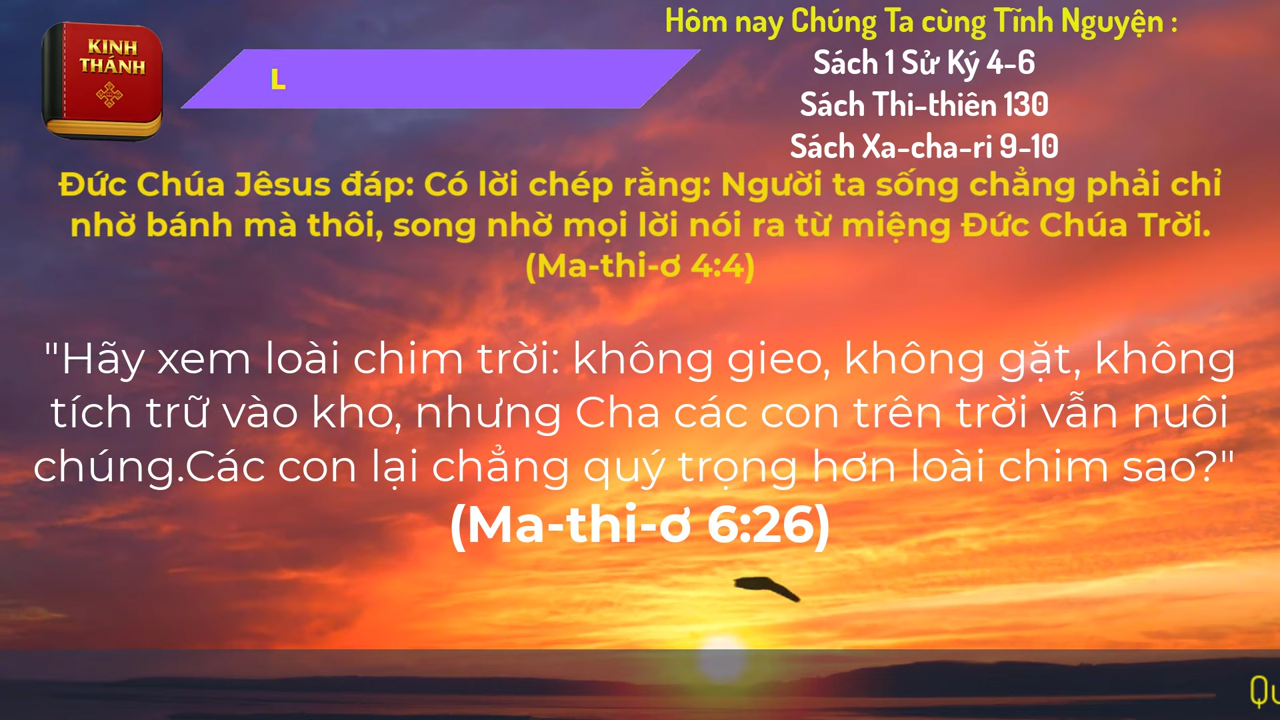 KINH
THÁNH
L
Hôm nay Chúng Ta cùng Tĩnh Nguyện :
Sách 1 Sử Ký 4-6
Sách Thi-thiên 130
Sách Xa-cha-ri 9-10
Đức Chúa Jêsus đáp: Có lời chép rằng: Người ta sống chẳng phải chỉ
nhờ bánh mà thôi, song nhờ mọi lời nói ra từ miệng Đức Chúa Trời.
(Ma-thi-ơ 4:4)
"Hãy xem loài chim trời: không gieo, không gặt, không
tích trữ vào kho, nhưng Cha các con trên trời vẫn nuôi
chúng.Các con lại chẳng quý trọng hơn loài chim sao?"
(Ma-thi-ơ 6:26)